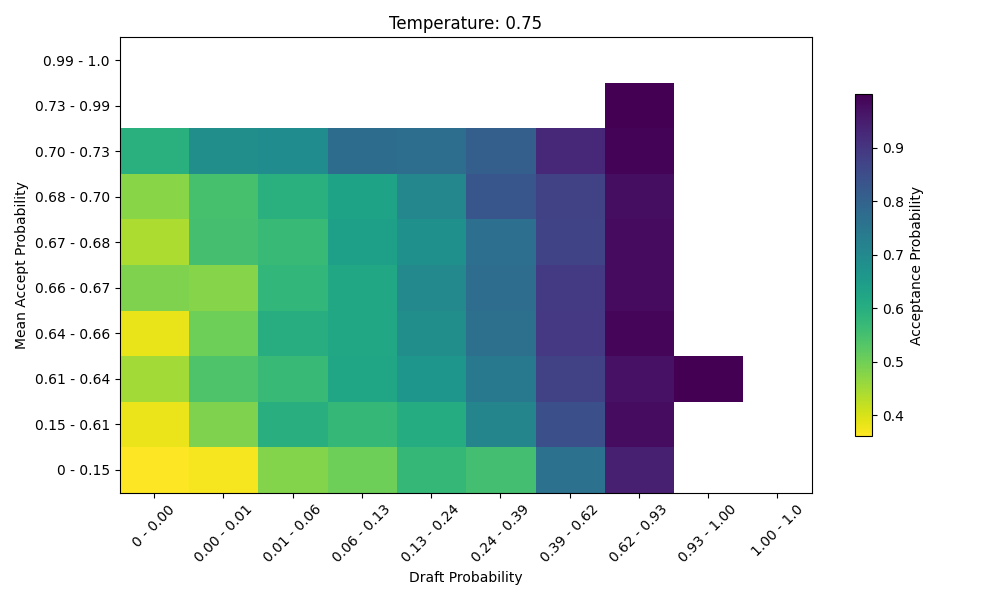 Temperature: 0.75
Mean Accept Probability
0.99 - 1.0
0.73 - 0.99
0.70 - 0.73
0.68 - 0.70
0.67 - 0.68
0.66 - 0.67
0.64 - 0.66
0.61 - 0.64
0.15 - 0.61
0 - 0.15
0 - 0.00
0.00 - 0.01
0.01 - 0.06
0.06 - 0.13
0.13 - 0.24
0.24 - 0.39
0.39 - 0.62
0.62 - 0.93
0.93 - 1.00
1.00 - 1.0
Draft Probability
0.9
0.8
0.7
0.6
0.5
0.4
Acceptance Probability